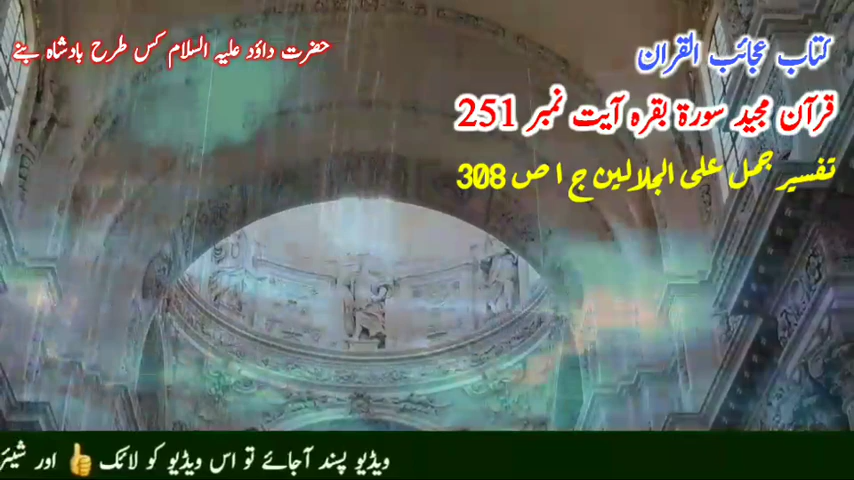 حضرت داؤد علیہ السلام کس طرح بادشاہ بنے
کتاب عجائب القران
قرآن مجید سورۃ بقرہ آیت نمبر 251
تفسیر جمل علی الجلالین ج ا ص 308
ویڈیو پسند آجائے تو اس ویڈیو کو لائک 👍 اور شیئر